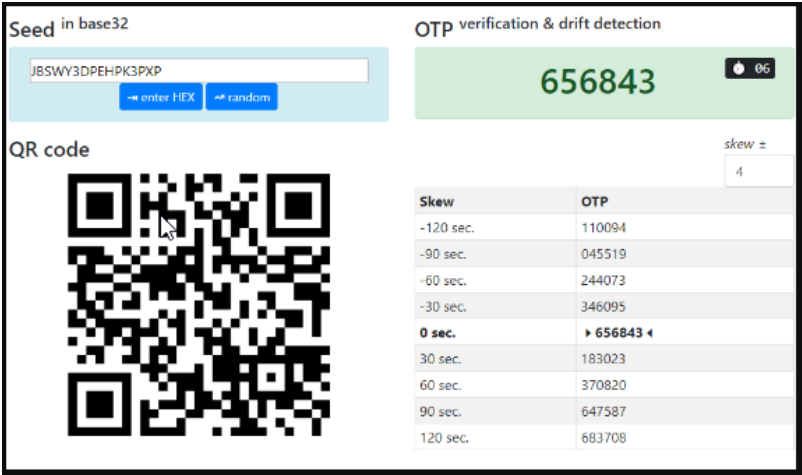 Seed in base32
JBSWY3DPEHPK3PXP
enter HEX
random
QR code
OTP verification & drift detection
656843
06
skew ±
4
Skew OTP
-120 sec. 110094
-90 sec. 045519
-60 sec. 244073
-30 sec. 346095
0 sec. 656843
30 sec. 183023
60 sec. 370820
90 sec. 647587
120 sec. 683708